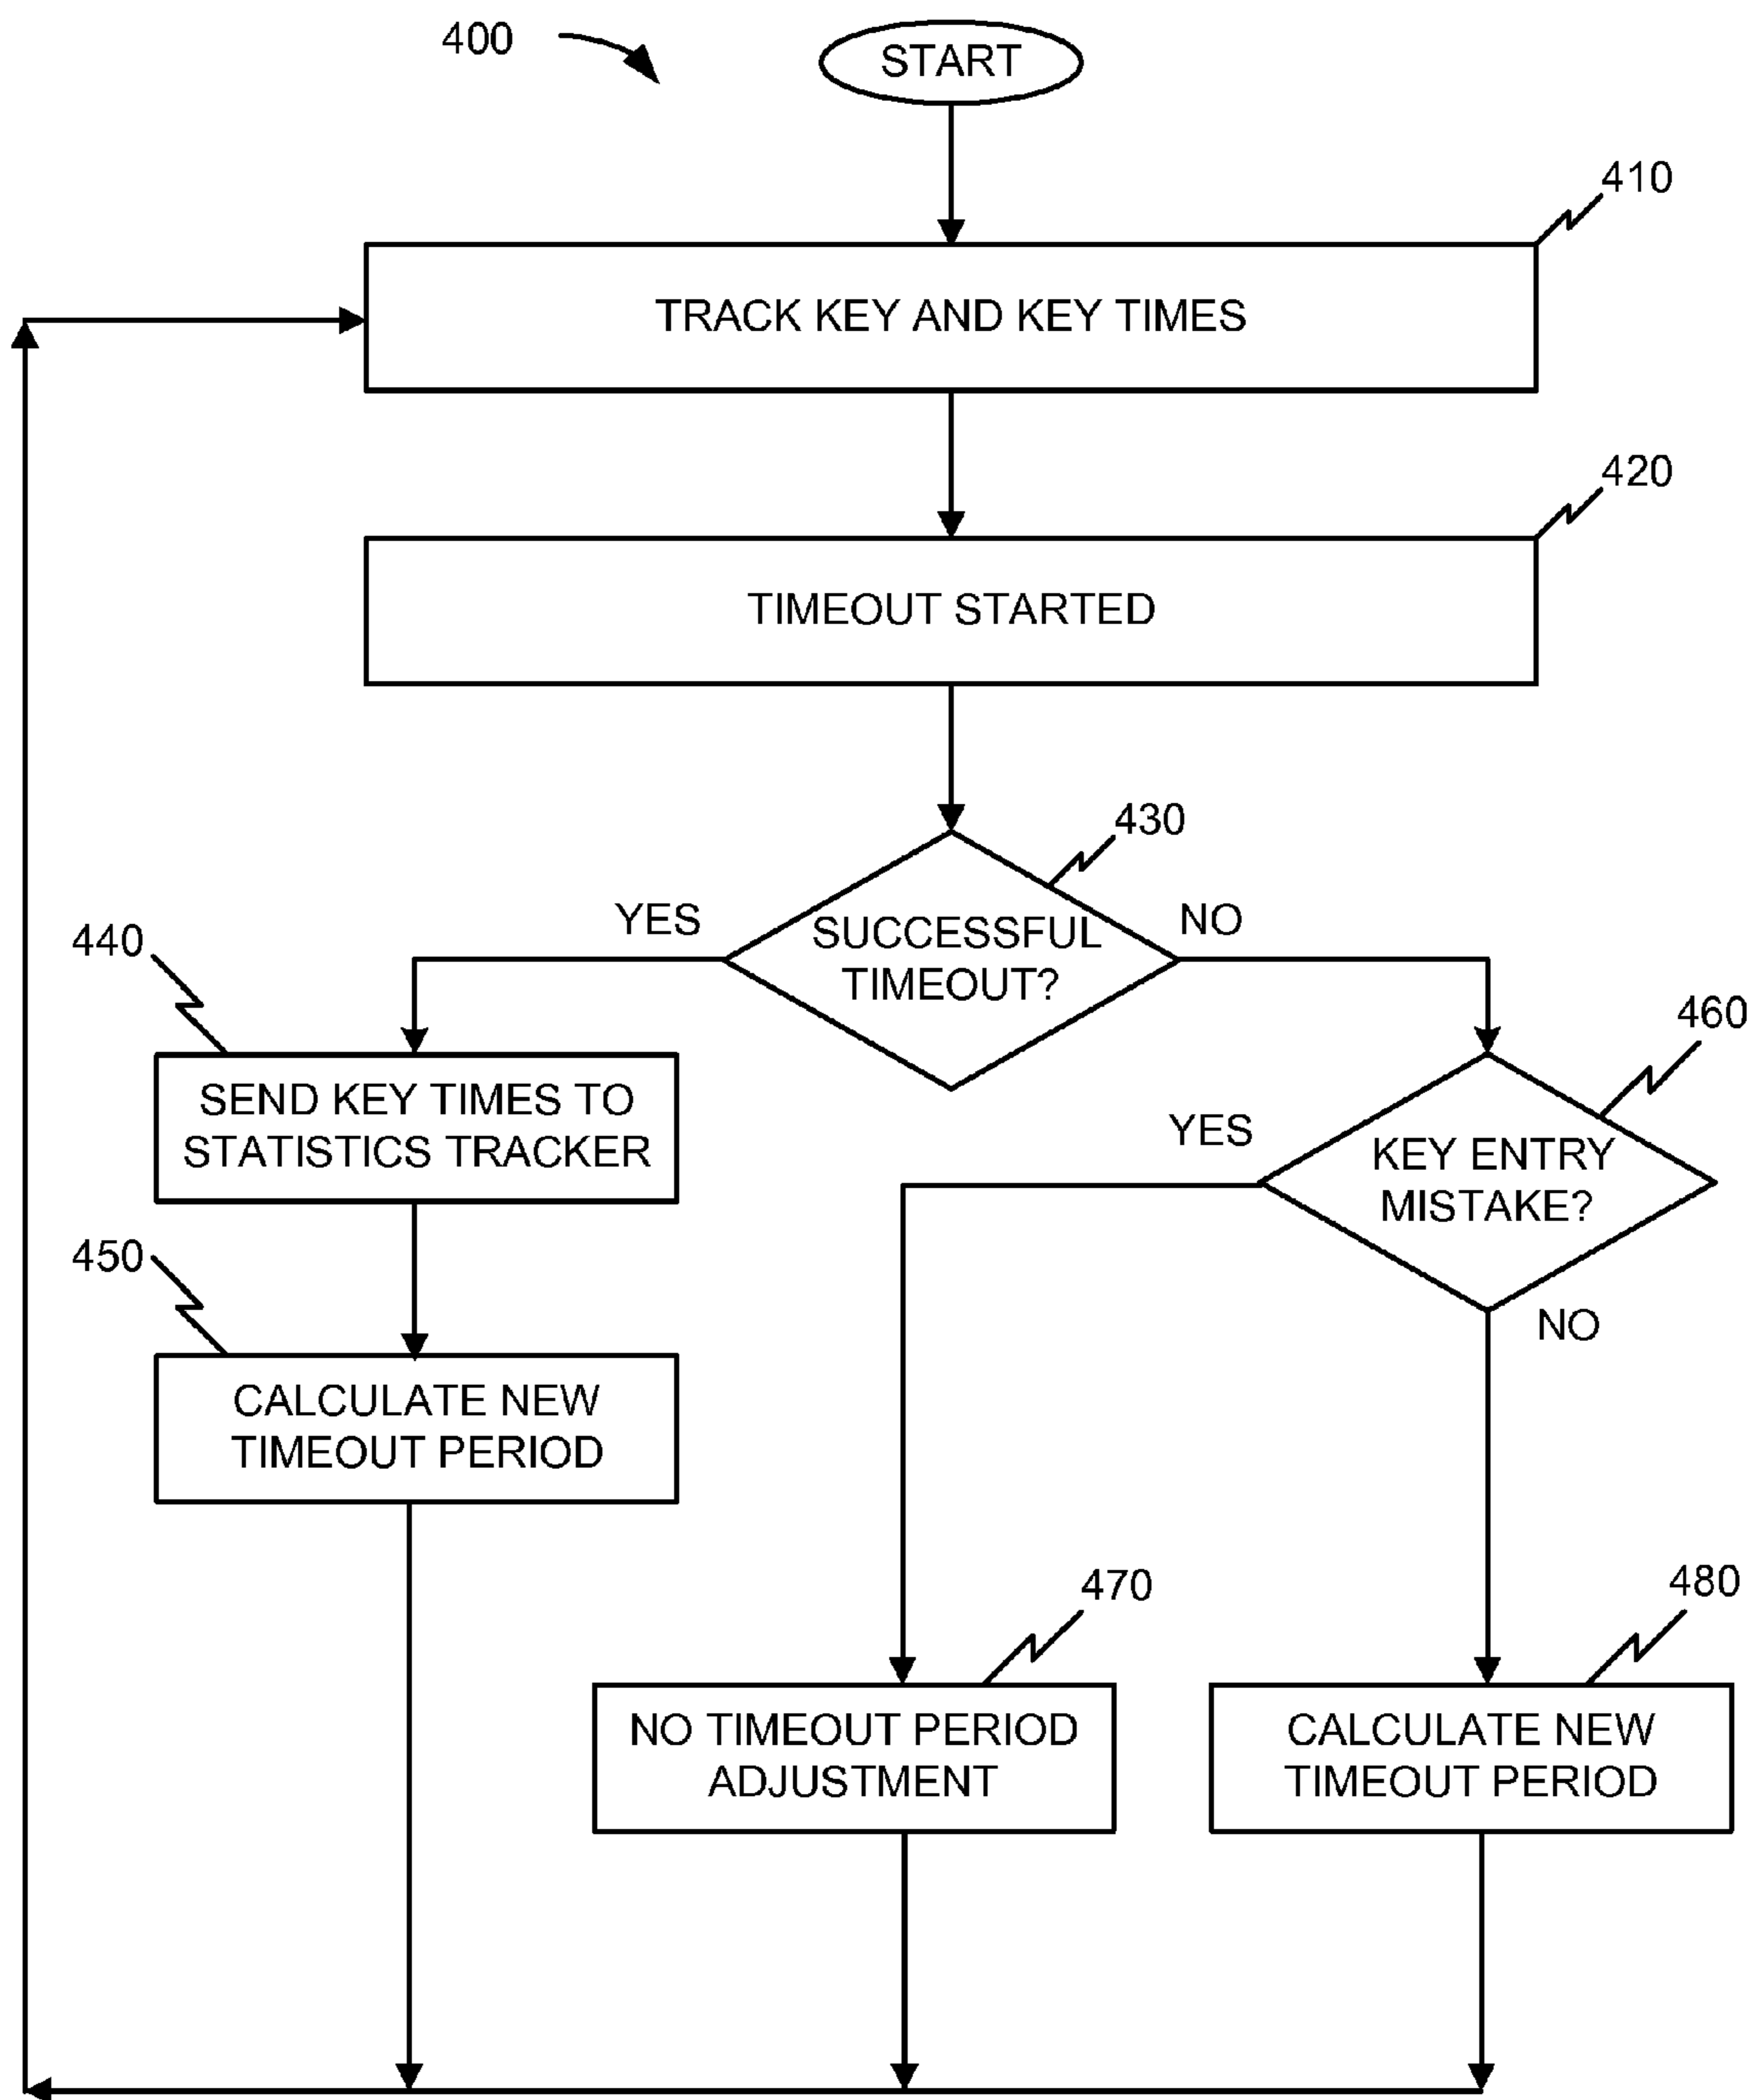 400
START
410
TRACK KEY AND KEY TIMES
420
TIMEOUT STARTED
430
YES
SUCCESSFUL
TIMEOUT?
NO
440
SEND KEY TIMES TO
STATISTICS TRACKER
460
YES
KEY ENTRY
MISTAKE?
NO
450
CALCULATE NEW
TIMEOUT PERIOD
470
NO TIMEOUT PERIOD
ADJUSTMENT
480
CALCULATE NEW
TIMEOUT PERIOD